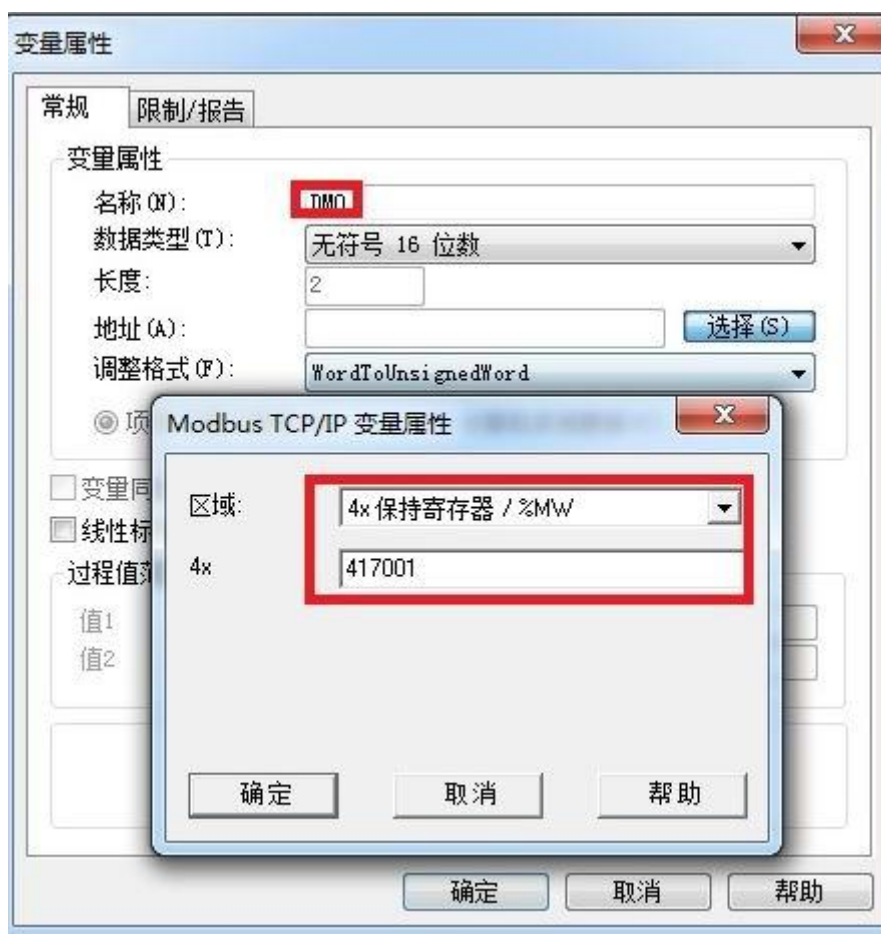 变量属性
常规 限制/报告
变量属性
名称(N): DM0
数据类型(T): 无符号 16 位数
长度: 2
地址(A): 选择(S)
调整格式(F): WordToUnsignedWord
项
Modbus TCP/IP 变量属性
变量同
区域: 4x 保持寄存器 / %MW
线性标
4x 417001
过程值范
值1
值2
确定 取消 帮助
确定 取消 帮助